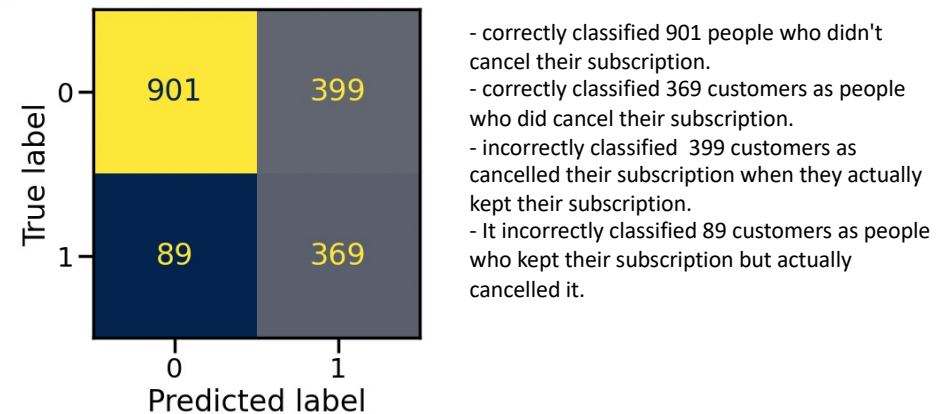 True label
0
901
399
1
89
369
0
1
Predicted label
- correctly classified 901 people who didn't
cancel their subscription.
- correctly classified 369 customers as people
who did cancel their subscription.
- incorrectly classified  399 customers as
cancelled their subscription when they actually
kept their subscription.
- It incorrectly classified 89 customers as people
who kept their subscription but actually
cancelled it.